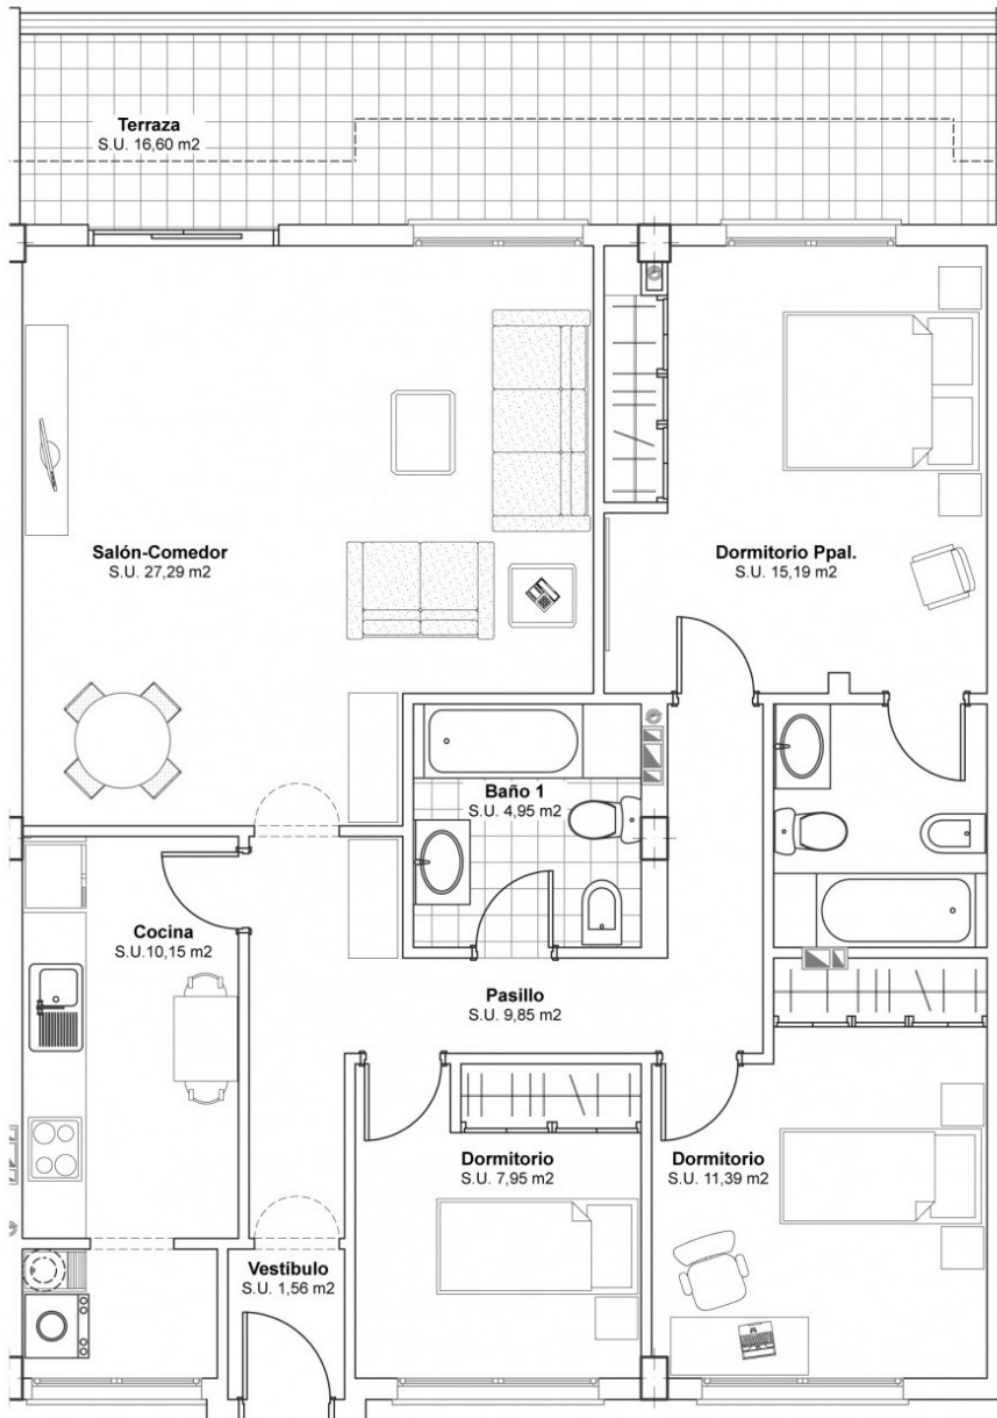 Terraza
S.U. 16,60 m2
Salón-Comedor
S.U. 27,29 m2
Dormitorio Ppal.
S.U. 15,19 m2
Baño 1
S.U. 4,95 m2
Cocina
S.U.10,15 m2
Pasillo
S.U. 9,85 m2
Dormitorio
S.U. 7,95 m2
Dormitorio
S.U. 11,39 m2
Vestíbulo
S.U. 1,56 m2